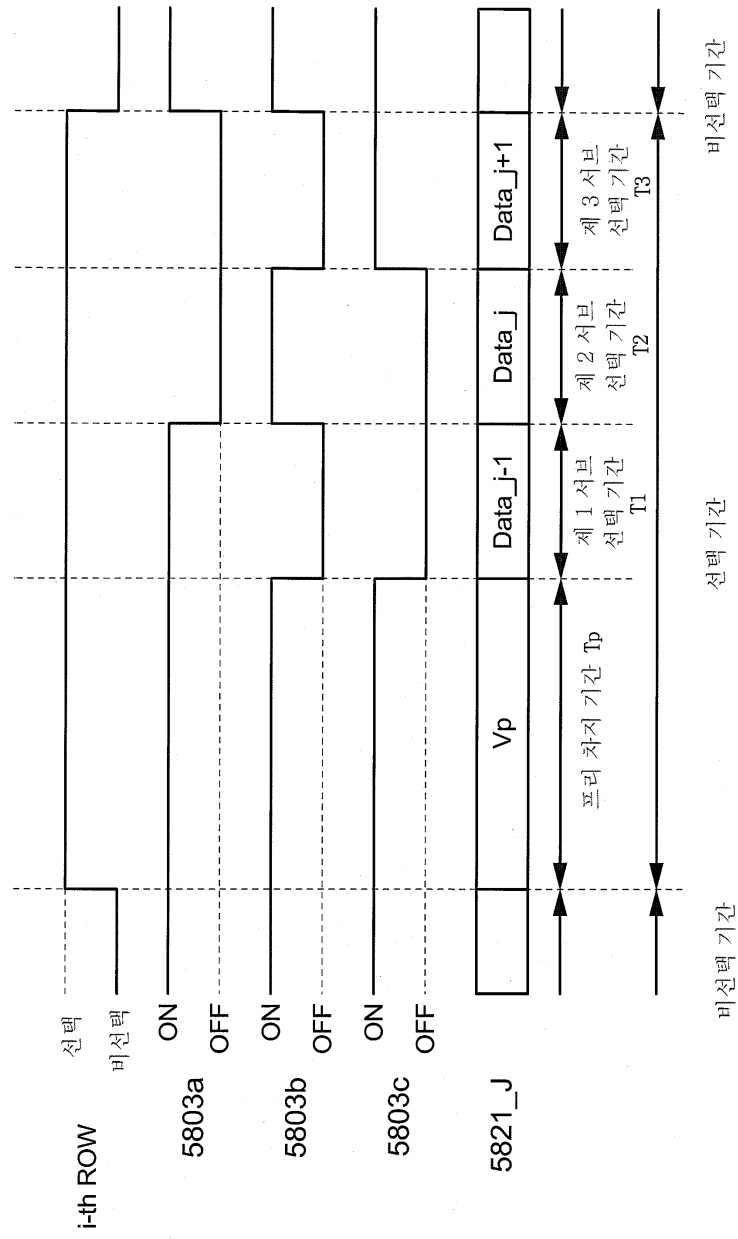 i-th ROW
선택
비선택
5803a
ON
OFF
5803b
ON
OFF
5803c
ON
OFF
5821_J
Vp
Data_j-1
Data_j
Data_j+1
프리 차지 기간 Tp
제 1 서브
선택 기간
T1
제 2 서브
선택 기간
T2
제 3 서브
선택 기간
T3
비선택 기간
선택 기간
비선택 기간